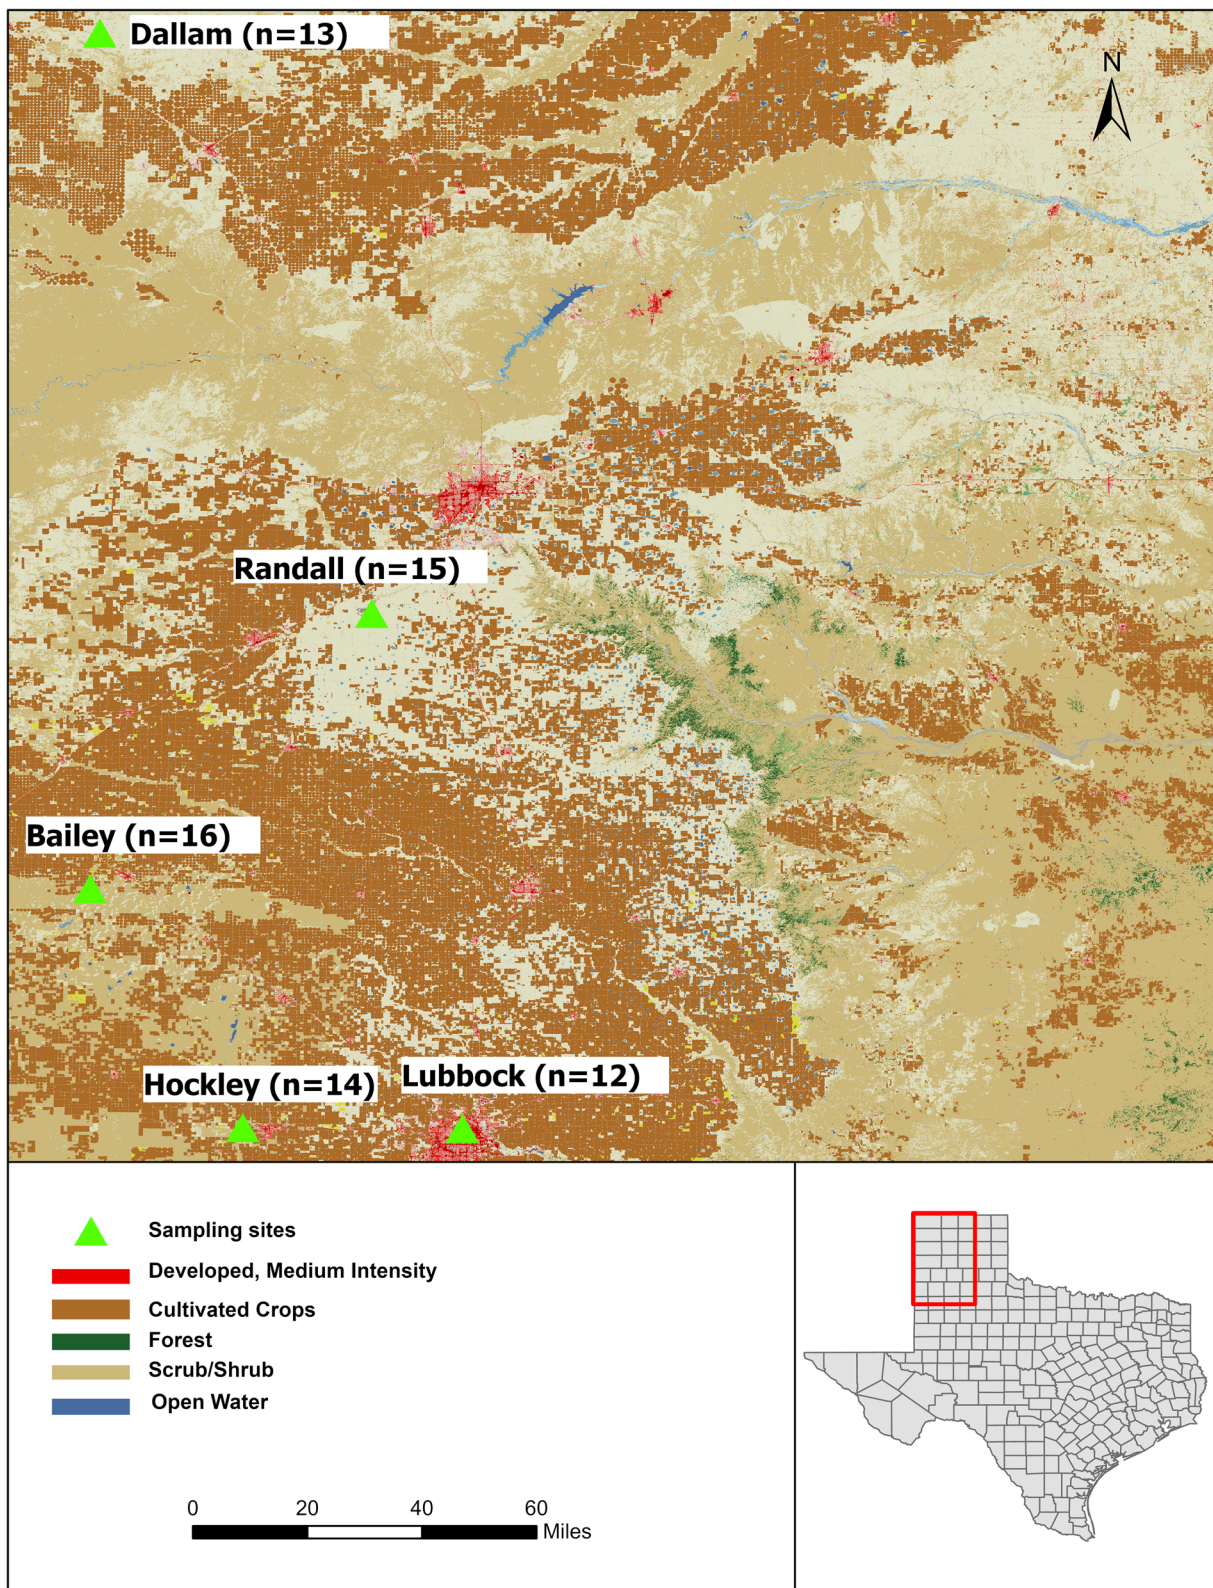 Dallam (n=13)
N
Randall (n=15)
Bailey (n=16)
Hockley (n=14)
Lubbock (n=12)
Sampling sites
Developed, Medium Intensity
Cultivated Crops
Forest
Scrub/Shrub
Open Water
0 20 40 60
Miles